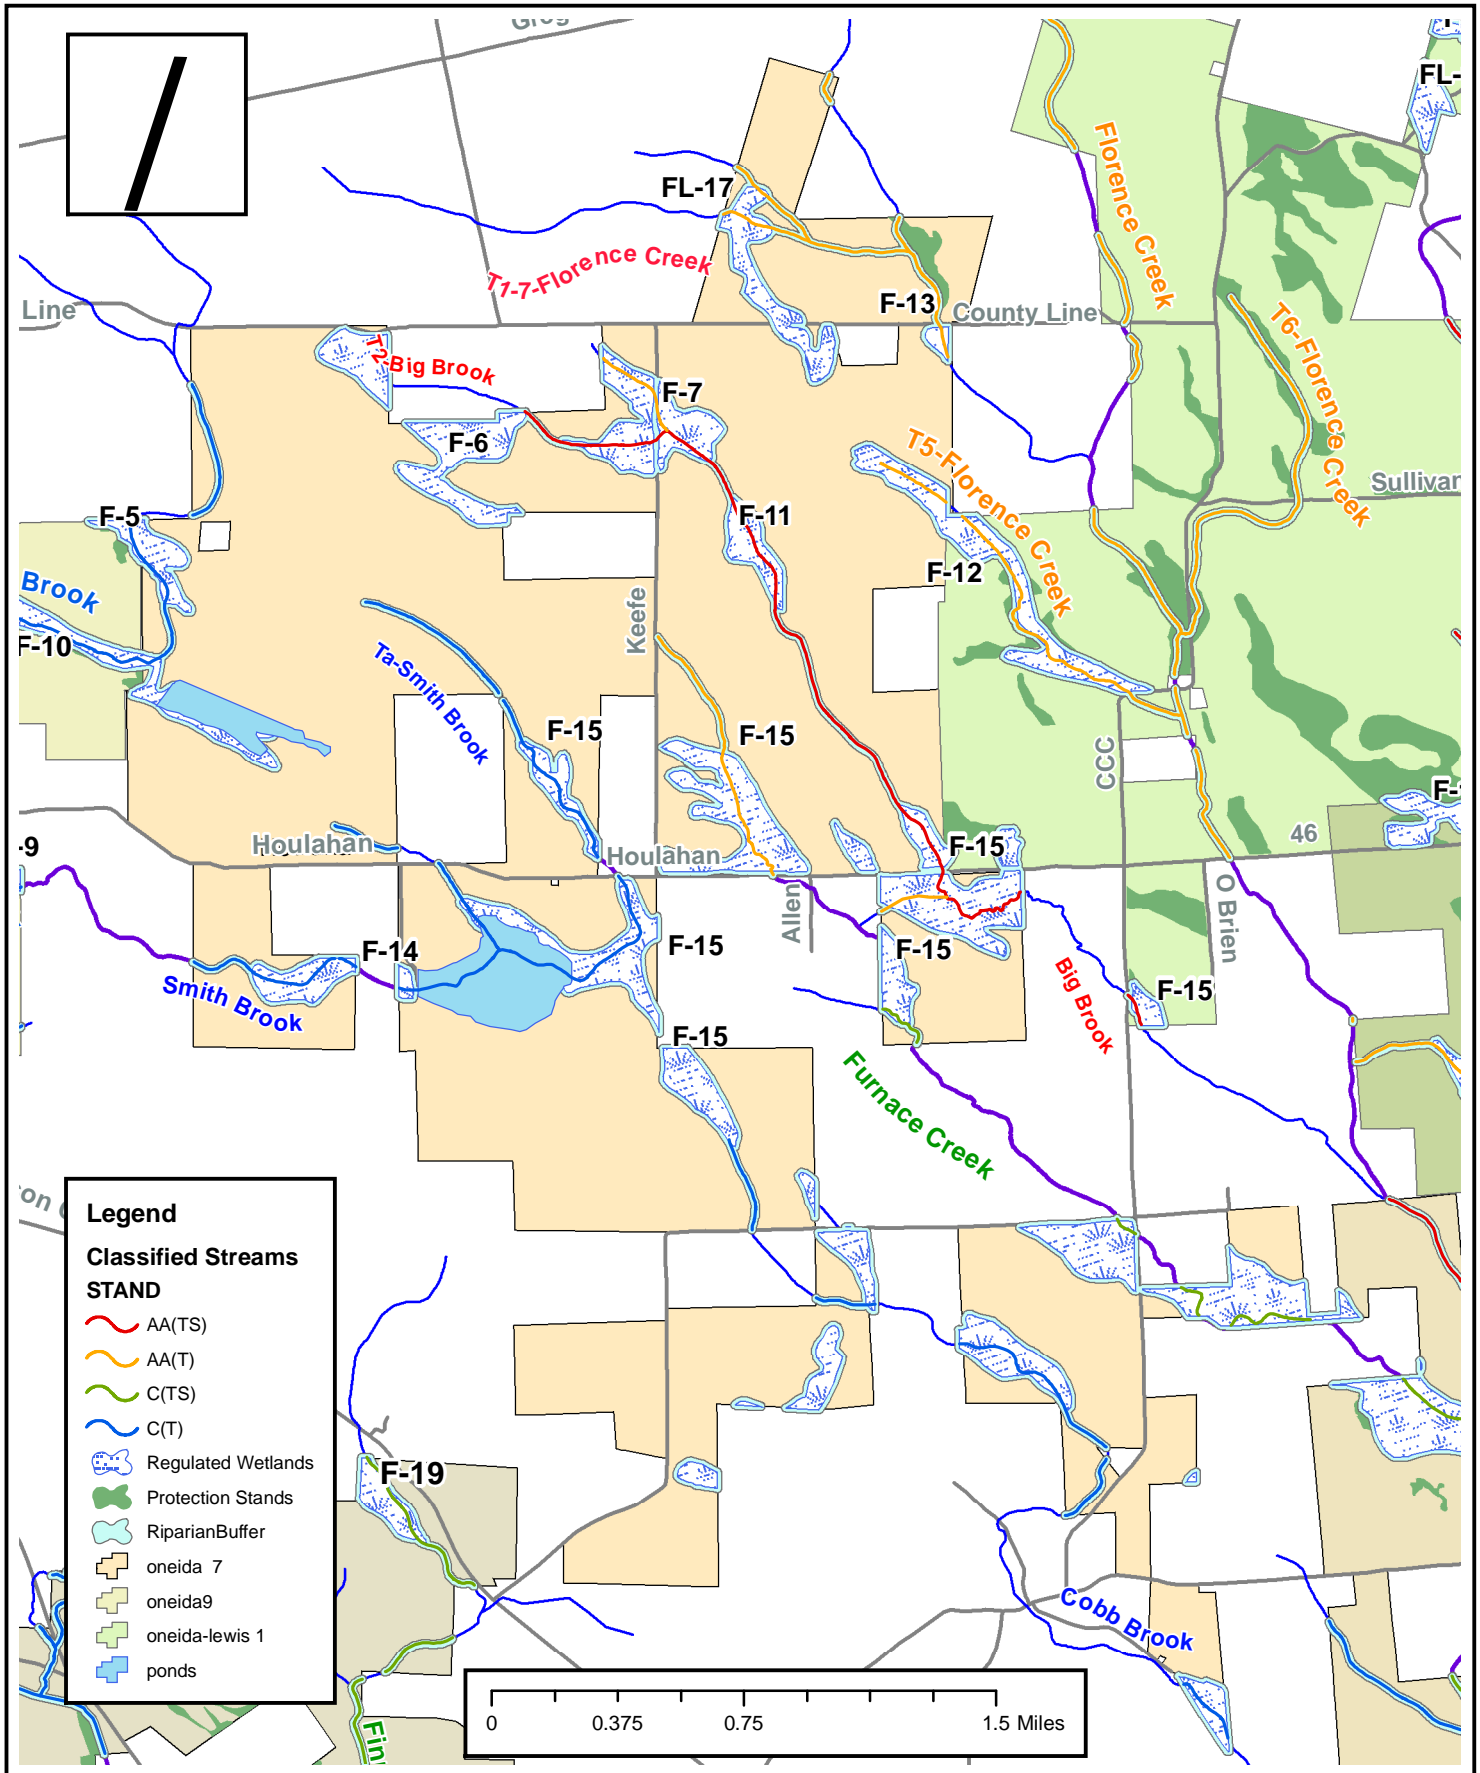 FL-
Florence Creek
FL-17
T1-7-Florence Creek
F-13
County Line
Line
T6-Florence Creek
T2-Big Brook
F-7
F-6
T5-Florence Creek
F-5
F-11
F-12
Brook
Keefe
F-10
Ta-Smith Brook
F-15
F-15
CCC
F-
46
Houlahan
Houlahan
F-15
-9
Allen
O Brien
F-14
F-15
F-15
Smith Brook
Big Brook
F-15
F-15
Furnace Creek
Legend
Classified Streams
STAND
AA(TS)
AA(T)
C(TS)
C(T)
Regulated Wetlands
Protection Stands
RiparianBuffer
oneida 7
oneida9
oneida-lewis 1
ponds
F-19
Cobb Brook
0 0.375 0.75 1.5 Miles